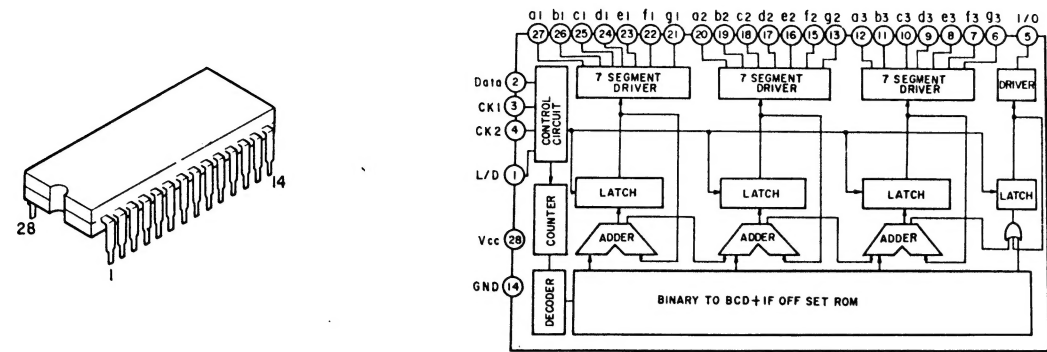 28
1
14
a1 b1 c1 d1 e1 f1 g1 a2 b2 c2 d2 e2 f2 g2 a3 b3 c3 d3 e3 f3 g3 I/O
27 26 25 24 23 22 21 20 19 18 17 16 15 13 12 11 10 9 8 7 6 5
7 SEGMENT DRIVER
7 SEGMENT DRIVER
7 SEGMENT DRIVER
DRIVER
Data 2
CK1 3
CK2 4
L/D 1
Vcc 28
GND 14
CONTROL CIRCUIT
COUNTER
DECODER
LATCH
LATCH
LATCH
LATCH
ADDER
ADDER
ADDER
BINARY TO BCD+IF OFF SET ROM